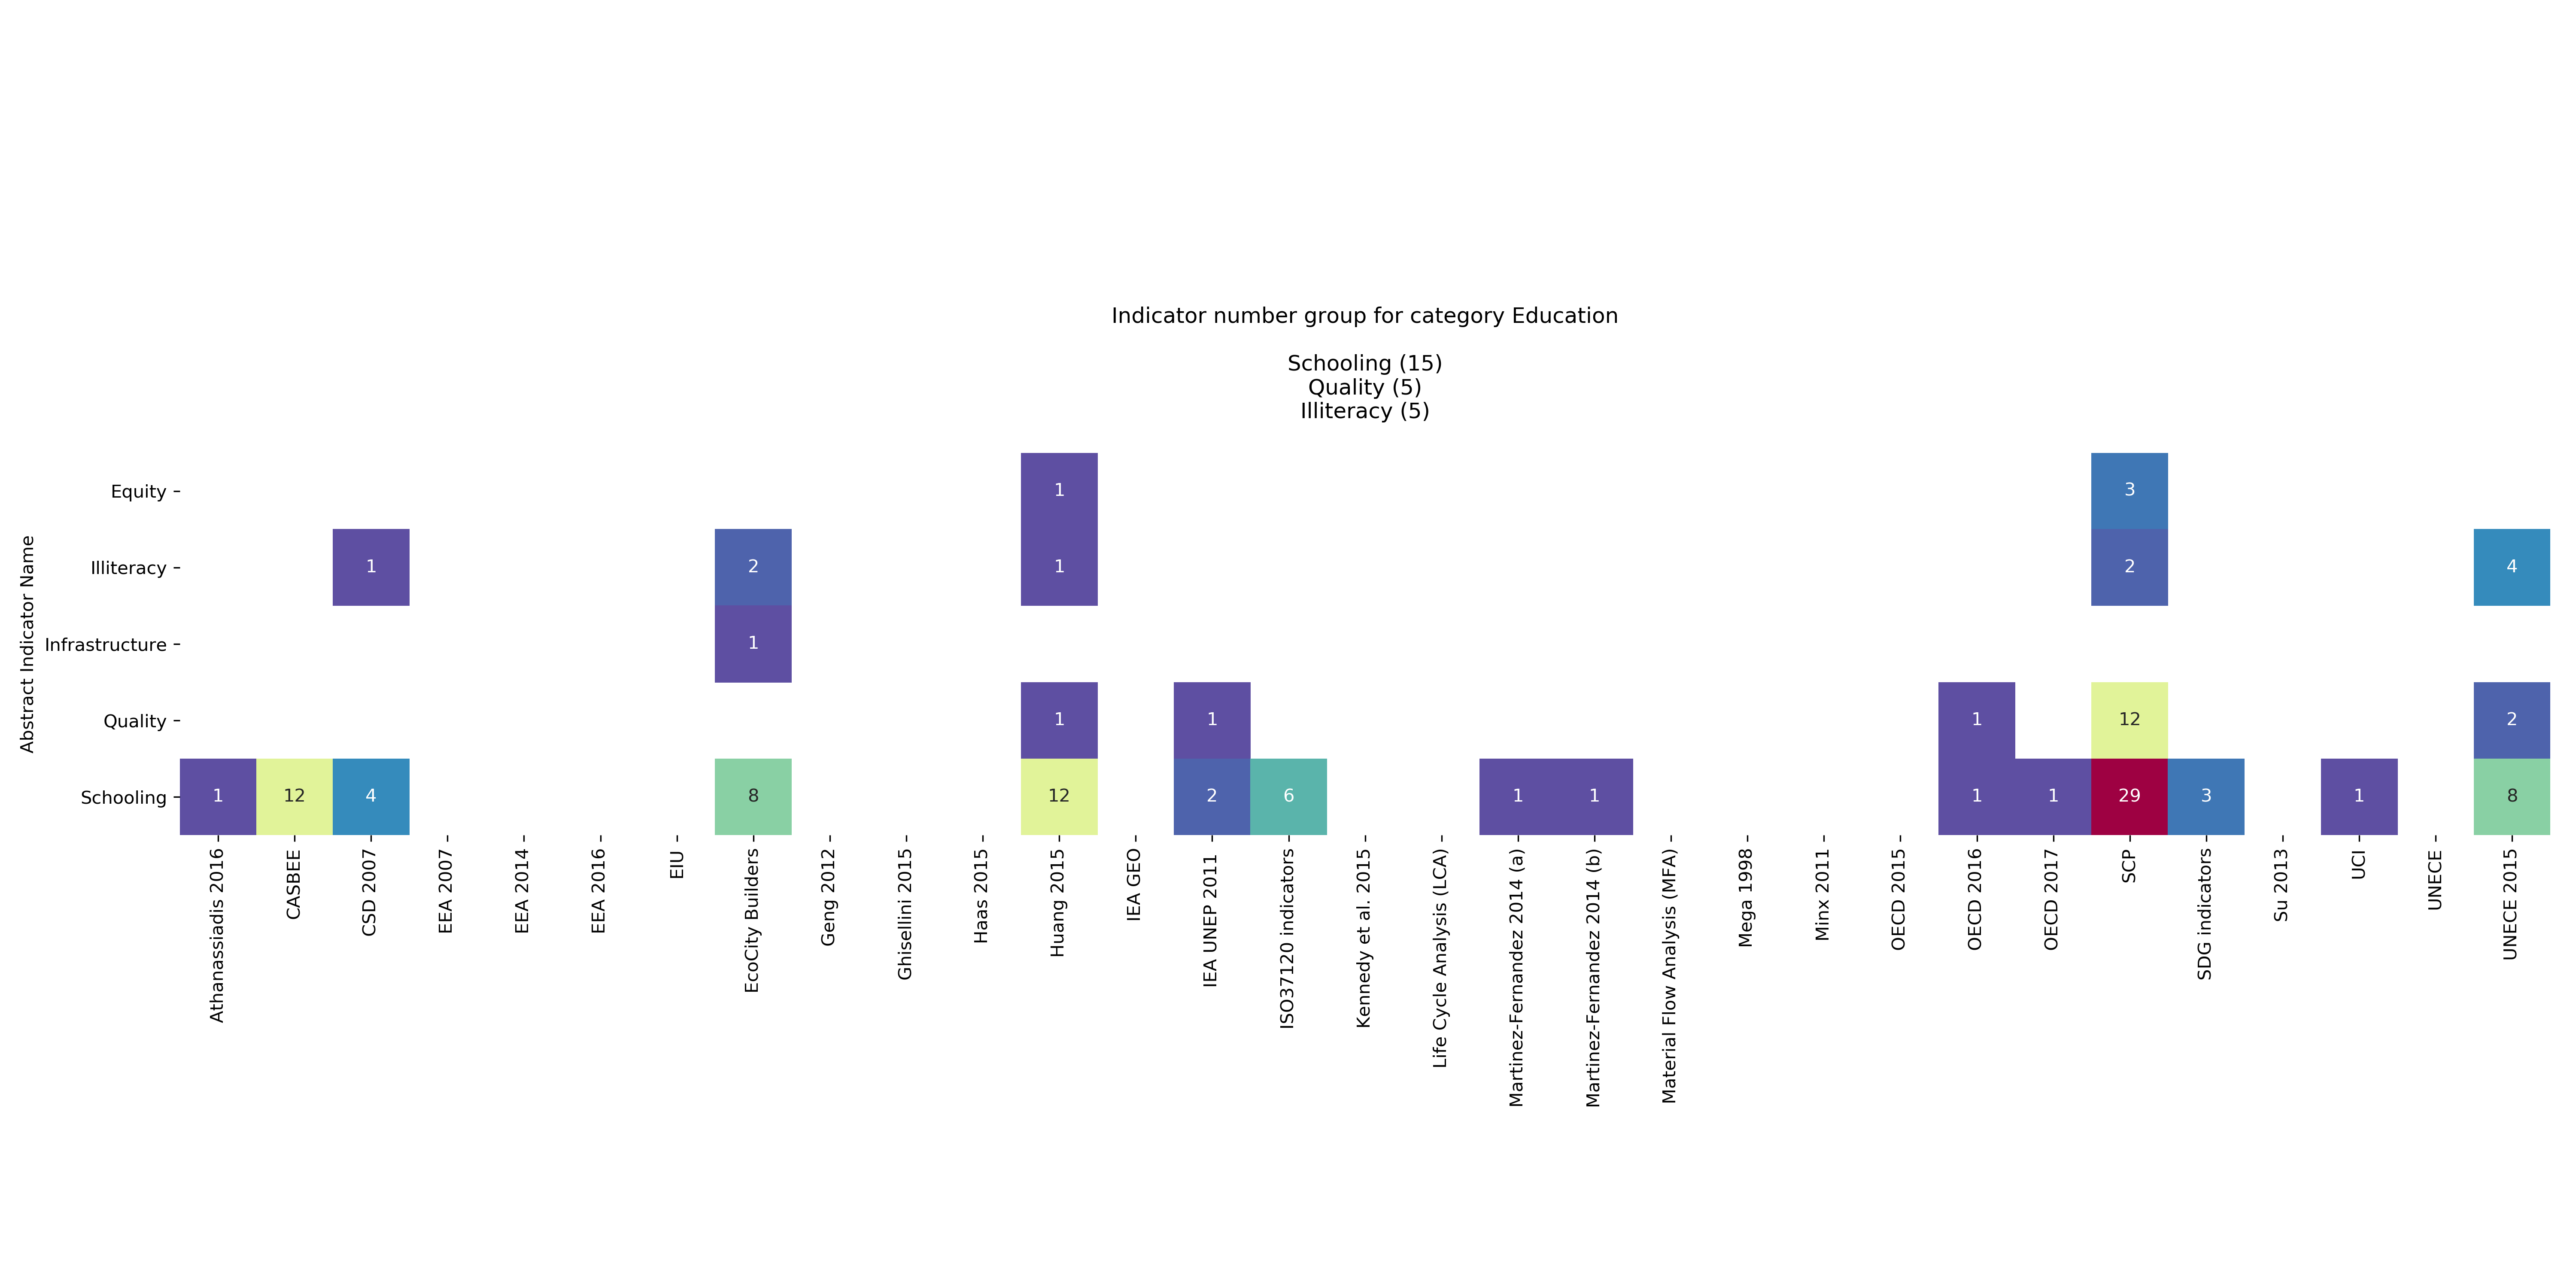 Indicator number group for category Education
Schooling (15)
Quality (5)
Illiteracy (5)
Abstract Indicator Name
Equity
1
3
Illiteracy
1
2
1
2
4
Infrastructure
1
Quality
1
1
1
12
2
Schooling
1
12
4
8
12
2
6
1
1
1
1
29
3
1
8
Athanassiadis 2016
CASBEE
CSD 2007
EEA 2007
EEA 2014
EEA 2016
EIU
EcoCity Builders
Geng 2012
Ghisellini 2015
Haas 2015
Huang 2015
IEA GEO
IEA UNEP 2011
ISO37120 indicators
Kennedy et al. 2015
Life Cycle Analysis (LCA)
Martinez-Fernandez 2014 (a)
Martinez-Fernandez 2014 (b)
Material Flow Analysis (MFA)
Mega 1998
Minx 2011
OECD 2015
OECD 2016
OECD 2017
SCP
SDG indicators
Su 2013
UCI
UNECE
UNECE 2015